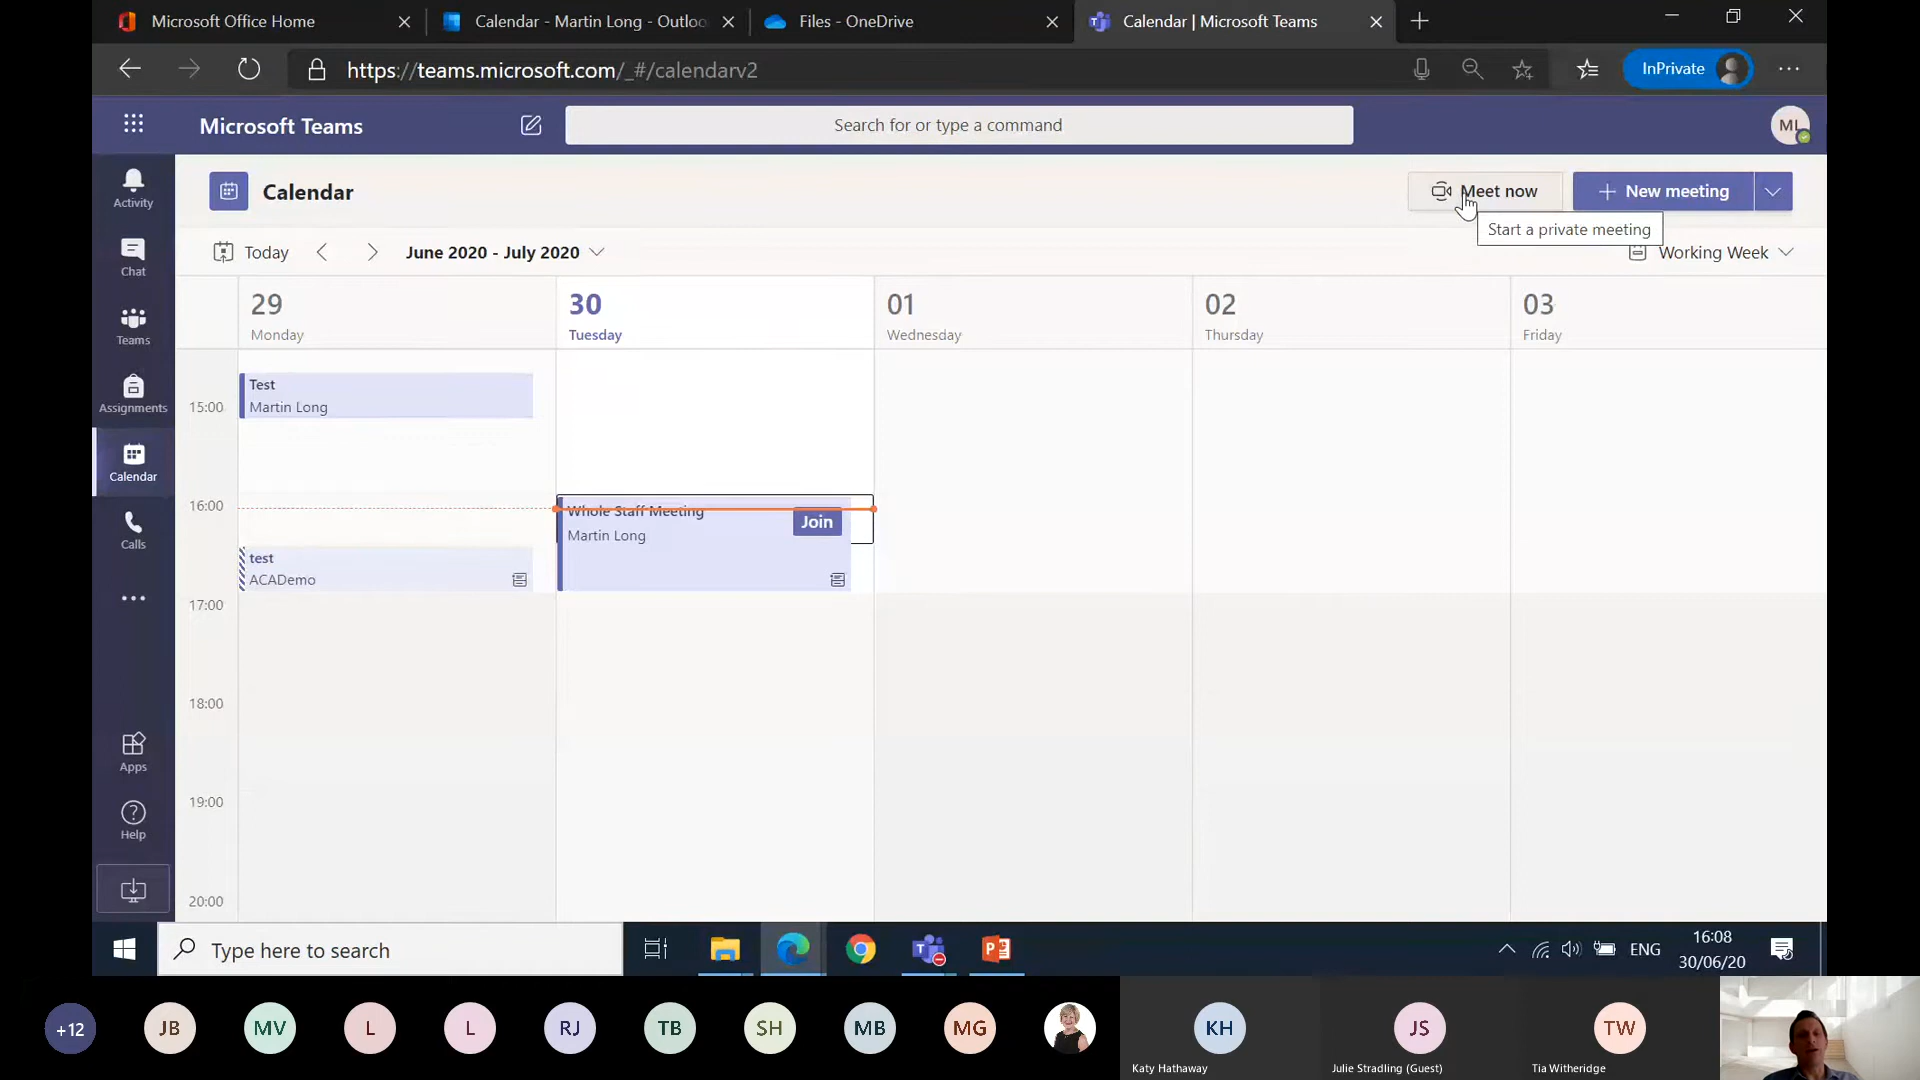 Microsoft Office Home
Calendar - Martin Long - Outloo
Files - OneDrive
Calendar | Microsoft Teams
https://teams.microsoft.com/_#/calendarv2
InPrivate
Microsoft Teams
Search for or type a command
ML
Activity
Chat
Teams
Assignments
Calendar
Calls
Apps
Help
Calendar
Meet now
New meeting
Start a private meeting
Today
June 2020 - July 2020
Working Week
29
Monday
30
Tuesday
01
Wednesday
02
Thursday
03
Friday
15:00
16:00
17:00
18:00
19:00
20:00
Test
Martin Long
test
ACADemo
Whole Staff Meeting
Martin Long
Join
Type here to search
ENG
16:08
30/06/20
+12
JB
MV
L
L
RJ
TB
SH
MB
MG
KH
Katy Hathaway
JS
Julie Stradling (Guest)
TW
Tia Witheridge